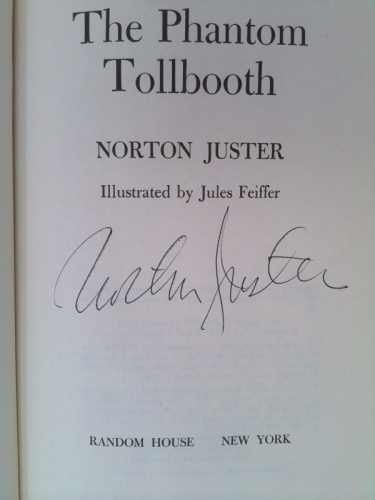 The Phantom
Tollbooth
NORTON JUSTER
Illustrated by Jules Feiffer
Norton Juster
RANDOM HOUSE NEW YORK